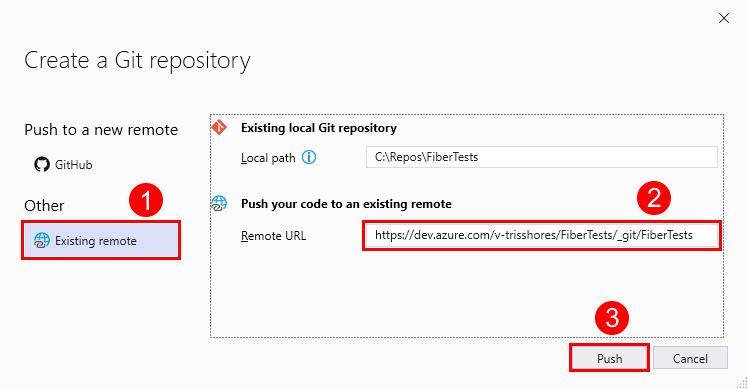 Create a Git repository
Push to a new remote
GitHub
Other
1
Existing remote
Existing local Git repository
Local path
C:\Repos\FiberTests
Push your code to an existing remote
2
Remote URL
https://dev.azure.com/v-trisshores/FiberTests/_git/FiberTests
3
Push
Cancel